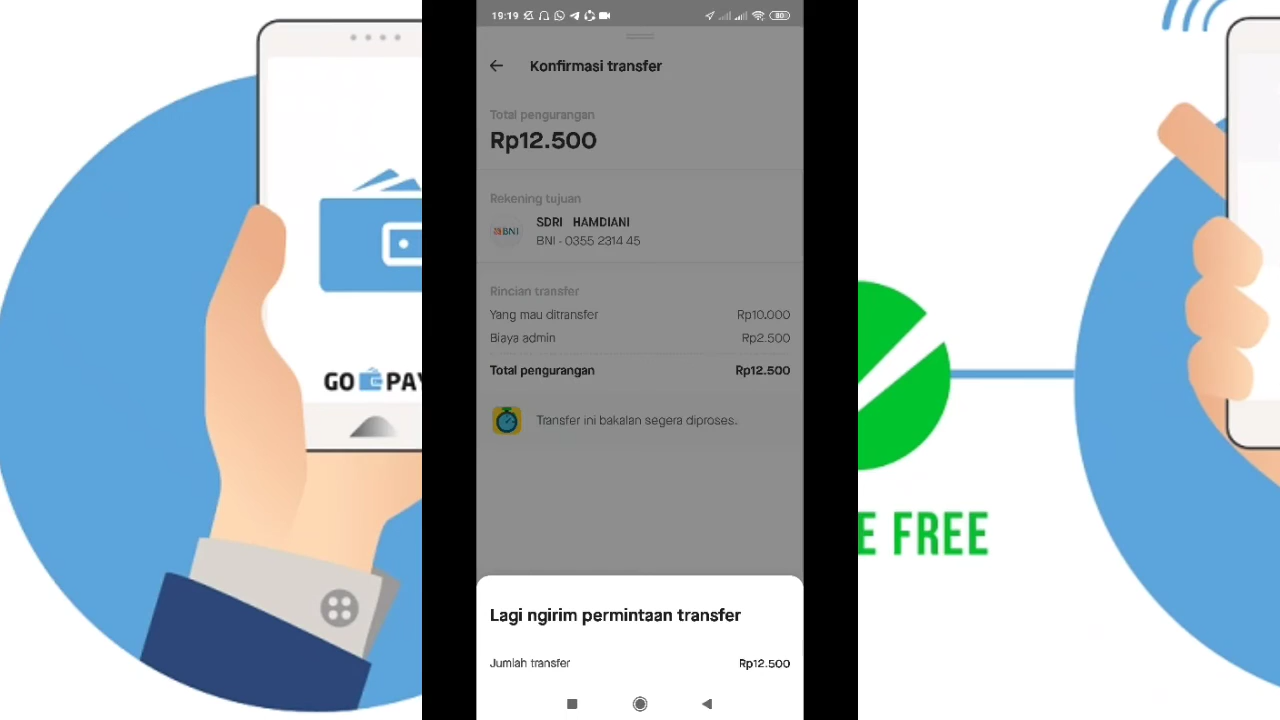 19:19
80
Konfirmasi transfer
Total pengurangan
Rp12.500
Rekening tujuan
BNI
SDRI HAMDIANI
BNI - 0355 2314 45
Rincian transfer
Yang mau ditransfer Rp10.000
Biaya admin Rp2.500
Total pengurangan Rp12.500
Transfer ini bakalan segera diproses.
Lagi ngirim permintaan transfer
Jumlah transfer Rp12.500
GO PAY
E FREE